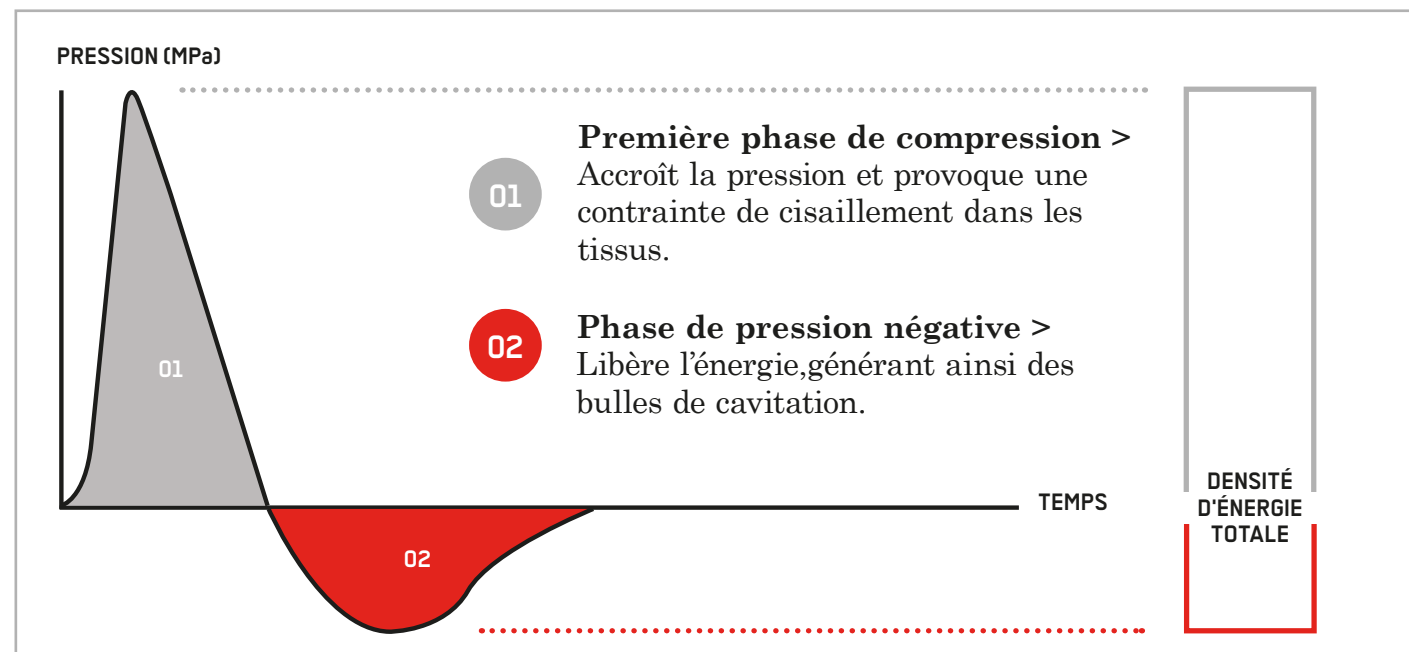 PRESSION (MPa)
01
Première phase de compression >
Accroît la pression et provoque une
contrainte de cisaillement dans les
tissus.
02
Phase de pression négative >
Libère l'énergie,générant ainsi des
bulles de cavitation.
01
02
TEMPS
DENSITÉ
D'ÉNERGIE
TOTALE